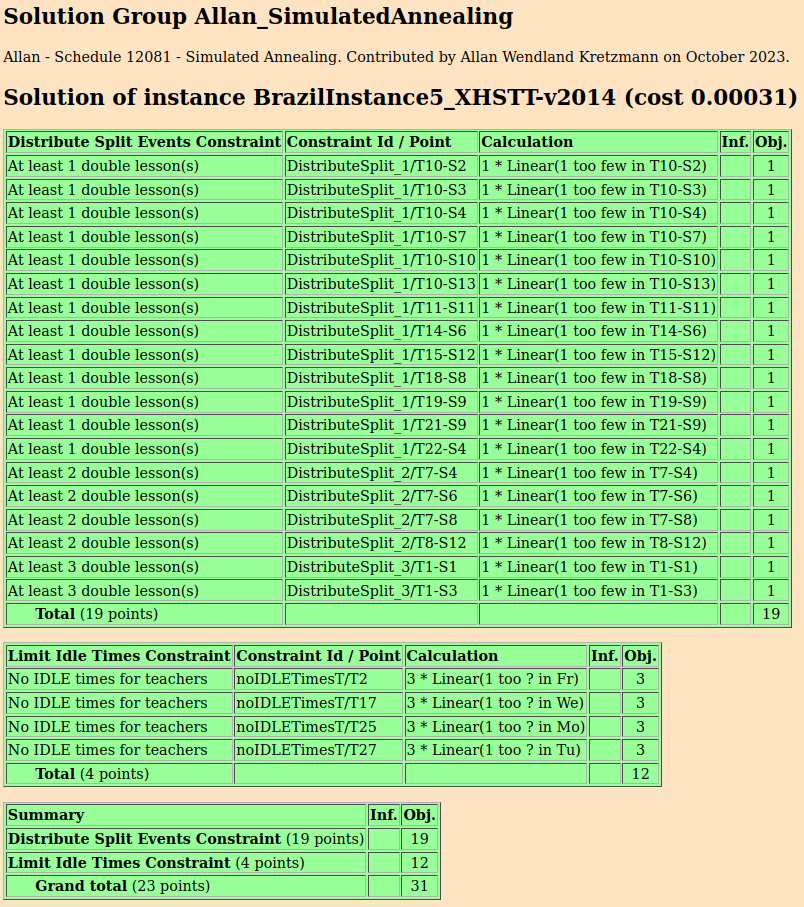 Solution Group Allan_SimulatedAnnealing
Allan - Schedule 12081 - Simulated Annealing. Contributed by Allan Wendland Kretzmann on October 2023.
Solution of instance BrazilInstance5_XHSTT-v2014 (cost 0.00031)
Distribute Split Events Constraint Constraint Id / Point Calculation Inf. Obj.
At least 1 double lesson(s) DistributeSplit_1/T10-S2 1 * Linear(1 too few in T10-S2) 1
At least 1 double lesson(s) DistributeSplit_1/T10-S3 1 * Linear(1 too few in T10-S3) 1
At least 1 double lesson(s) DistributeSplit_1/T10-S4 1 * Linear(1 too few in T10-S4) 1
At least 1 double lesson(s) DistributeSplit_1/T10-S7 1 * Linear(1 too few in T10-S7) 1
At least 1 double lesson(s) DistributeSplit_1/T10-S10 1 * Linear(1 too few in T10-S10) 1
At least 1 double lesson(s) DistributeSplit_1/T10-S13 1 * Linear(1 too few in T10-S13) 1
At least 1 double lesson(s) DistributeSplit_1/T11-S11 1 * Linear(1 too few in T11-S11) 1
At least 1 double lesson(s) DistributeSplit_1/T14-S6 1 * Linear(1 too few in T14-S6) 1
At least 1 double lesson(s) DistributeSplit_1/T15-S12 1 * Linear(1 too few in T15-S12) 1
At least 1 double lesson(s) DistributeSplit_1/T18-S8 1 * Linear(1 too few in T18-S8) 1
At least 1 double lesson(s) DistributeSplit_1/T19-S9 1 * Linear(1 too few in T19-S9) 1
At least 1 double lesson(s) DistributeSplit_1/T21-S9 1 * Linear(1 too few in T21-S9) 1
At least 1 double lesson(s) DistributeSplit_1/T22-S4 1 * Linear(1 too few in T22-S4) 1
At least 2 double lesson(s) DistributeSplit_2/T7-S4 1 * Linear(1 too few in T7-S4) 1
At least 2 double lesson(s) DistributeSplit_2/T7-S6 1 * Linear(1 too few in T7-S6) 1
At least 2 double lesson(s) DistributeSplit_2/T7-S8 1 * Linear(1 too few in T7-S8) 1
At least 2 double lesson(s) DistributeSplit_2/T8-S12 1 * Linear(1 too few in T8-S12) 1
At least 3 double lesson(s) DistributeSplit_3/T1-S1 1 * Linear(1 too few in T1-S1) 1
At least 3 double lesson(s) DistributeSplit_3/T1-S3 1 * Linear(1 too few in T1-S3) 1
Total (19 points) 19
Limit Idle Times Constraint Constraint Id / Point Calculation Inf. Obj.
No IDLE times for teachers noIDLETimesT/T2 3 * Linear(1 too ? in Fr) 3
No IDLE times for teachers noIDLETimesT/T17 3 * Linear(1 too ? in We) 3
No IDLE times for teachers noIDLETimesT/T25 3 * Linear(1 too ? in Mo) 3
No IDLE times for teachers noIDLETimesT/T27 3 * Linear(1 too ? in Tu) 3
Total (4 points) 12
Summary Inf. Obj.
Distribute Split Events Constraint (19 points) 19
Limit Idle Times Constraint (4 points) 12
Grand total (23 points) 31